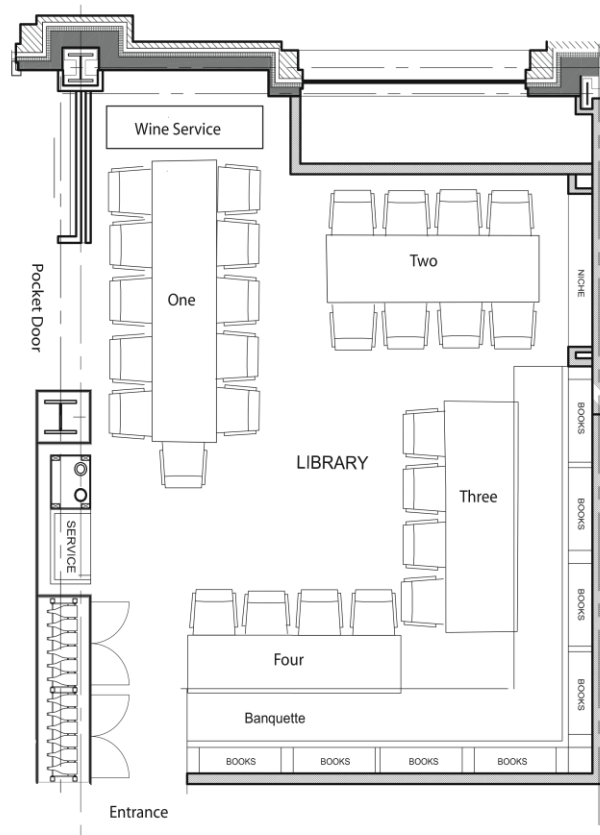 Wine Service
One
Two
Pocket Door
NICHE
BOOKS
LIBRARY
Three
BOOKS
SERVICE
BOOKS
Four
BOOKS
Banquette
BOOKS
BOOKS
BOOKS
BOOKS
Entrance